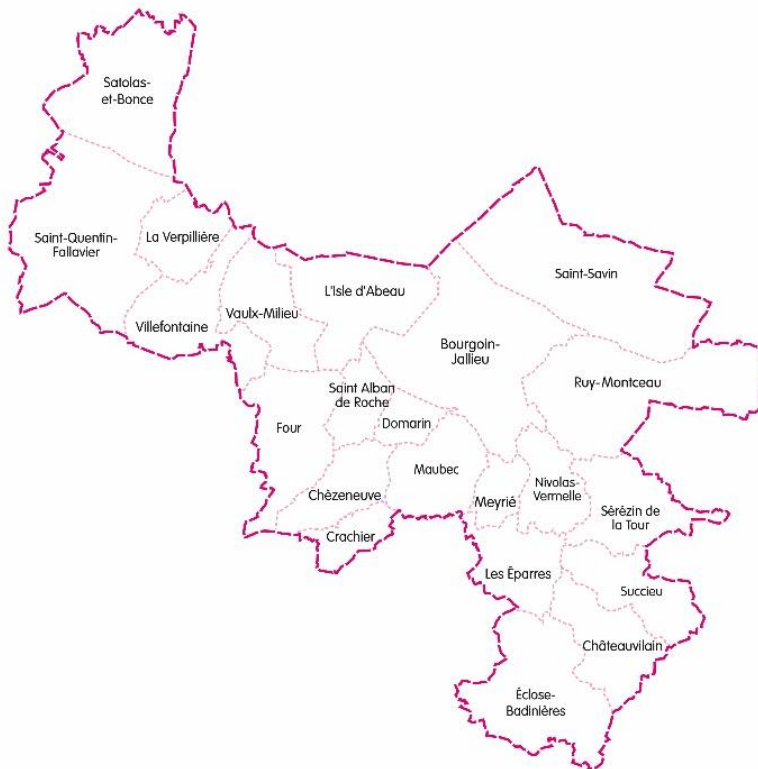 Satolas-
et-Bonce
La Verpillière
Saint-Quentin-
Fallavier
Villefontaine
Vaulx-Milieu
L'Isle d'Abeau
Saint-Savin
Bourgoin-
Jallieu
Ruy-Montceau
Saint Alban
de Roche
Four
Domarin
Maubec
Chèzeneuve
Crachier
Meyrié
Nivolas-
Vermelle
Sérézin de
la Tour
Les Éparres
Succieu
Châteauvilain
Éclose-
Badinières